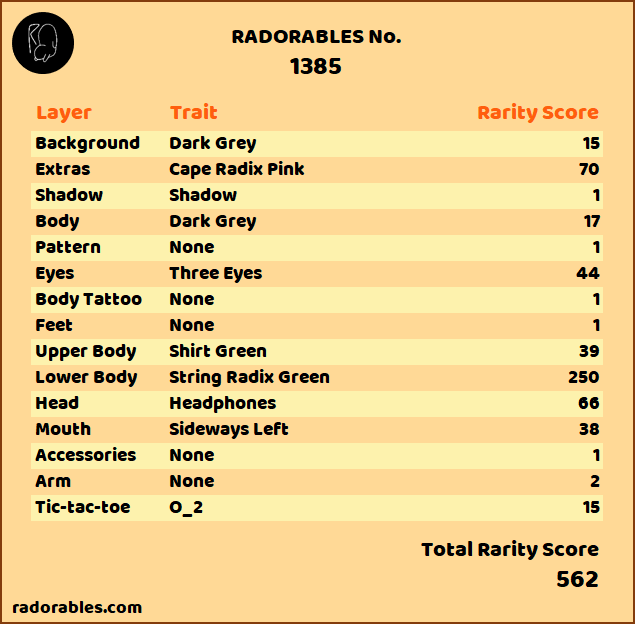 RADORABLES No.
1385
Layer Trait Rarity Score
Background Dark Grey 15
Extras Cape Radix Pink 70
Shadow Shadow 1
Body Dark Grey 17
Pattern None 1
Eyes Three Eyes 44
Body Tattoo None 1
Feet None 1
Upper Body Shirt Green 39
Lower Body String Radix Green 250
Head Headphones 66
Mouth Sideways Left 38
Accessories None 1
Arm None 2
Tic-tac-toe O_2 15
Total Rarity Score
562
radorables.com